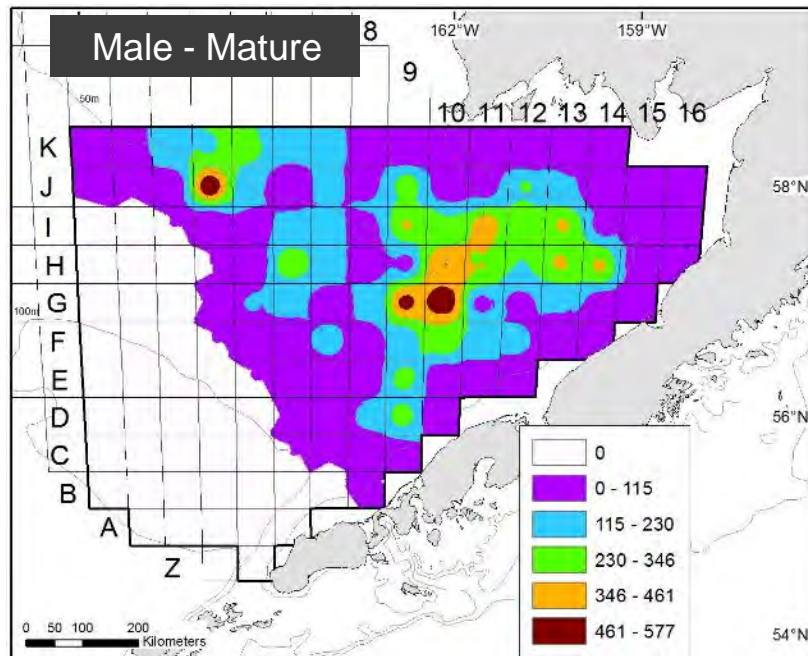 Male - Mature
8
162°W
159°W
9
50m
10 11 12 13 14 15 16
K
J
58°N
I
H
G
100m
F
E
D
56°N
C
B
A
Z
0
0 - 115
115 - 230
230 - 346
346 - 461
461 - 577
0 50 100 200
Kilometers
54°N